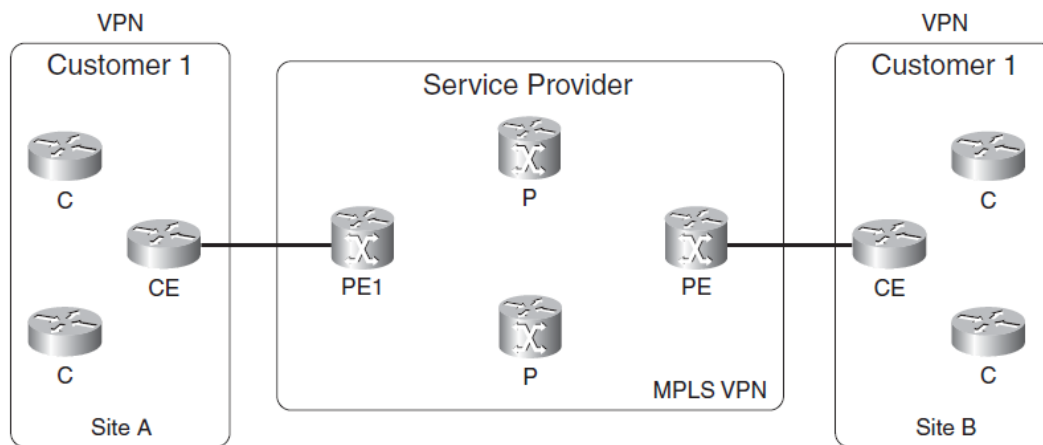 VPN
Customer 1
C
CE
C
Site A
Service Provider
P
PE1
PE
P
MPLS VPN
VPN
Customer 1
C
CE
C
Site B